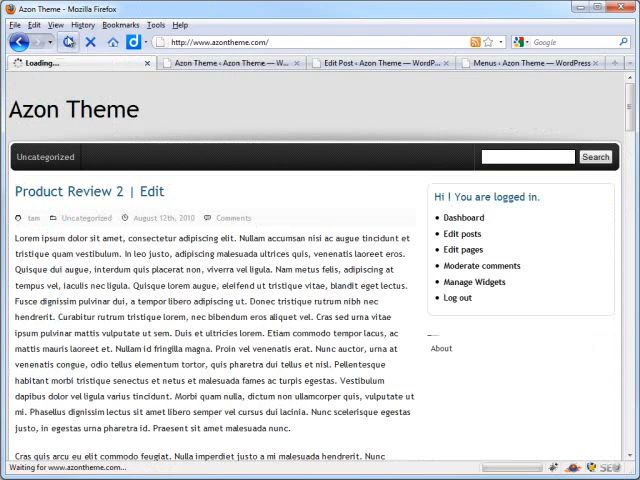 Azon Theme - Mozilla Firefox
File Edit View History Bookmarks Tools Help
http://www.azontheme.com/
Google
Loading...
Azon Theme ‹ Azon Theme — W...
Edit Post ‹ Azon Theme — WordP...
Menus ‹ Azon Theme — WordPress
Azon Theme
Uncategorized
Search
Product Review 2 | Edit
tam Uncategorized August 12th, 2010 Comments
Lorem ipsum dolor sit amet, consectetur adipiscing elit. Nullam accumsan nisi ac augue tincidunt et
tristique quam vestibulum. In leo justo, adipiscing malesuada ultrices quis, venenatis laoreet eros.
Quisque dui augue, interdum quis placerat non, viverra vel ligula. Nam metus felis, adipiscing at
tempus vel, iaculis nec ligula. Quisque lorem augue, eleifend ut tristique vitae, blandit eget lectus.
Fusce dignissim pulvinar dui, a tempor libero adipiscing ut. Donec tristique rutrum nibh nec
hendrerit. Curabitur rutrum tristique lorem, nec bibendum eros aliquet vel. Cras sed urna vitae
ipsum pulvinar mattis vulputate ut sem. Duis et ultricies lorem. Etiam commodo tempor lacus, ac
mattis mauris laoreet et. Nullam id fringilla magna. Proin vel venenatis erat. Nunc auctor, urna at
venenatis congue, odio tellus elementum tortor, quis pharetra dui tellus et nisl. Pellentesque
habitant morbi tristique senectus et netus et malesuada fames ac turpis egestas. Vestibulum
dapibus dolor vel ligula varius tincidunt. Morbi quam nulla, dictum non ullamcorper quis, vulputate ut
mi. Phasellus dignissim lectus sit amet libero semper vel cursus dui lacinia. Nunc scelerisque egestas
justo, in egestas urna pharetra id. Praesent sit amet malesuada nunc.
Cras quis arcu eu elit commodo feugiat. Nulla imperdiet justo a mi malesuada hendrerit. Nunc
Hi ! You are logged in.
Dashboard
Edit posts
Edit pages
Moderate comments
Manage Widgets
Log out
About
Waiting for www.azontheme.com...